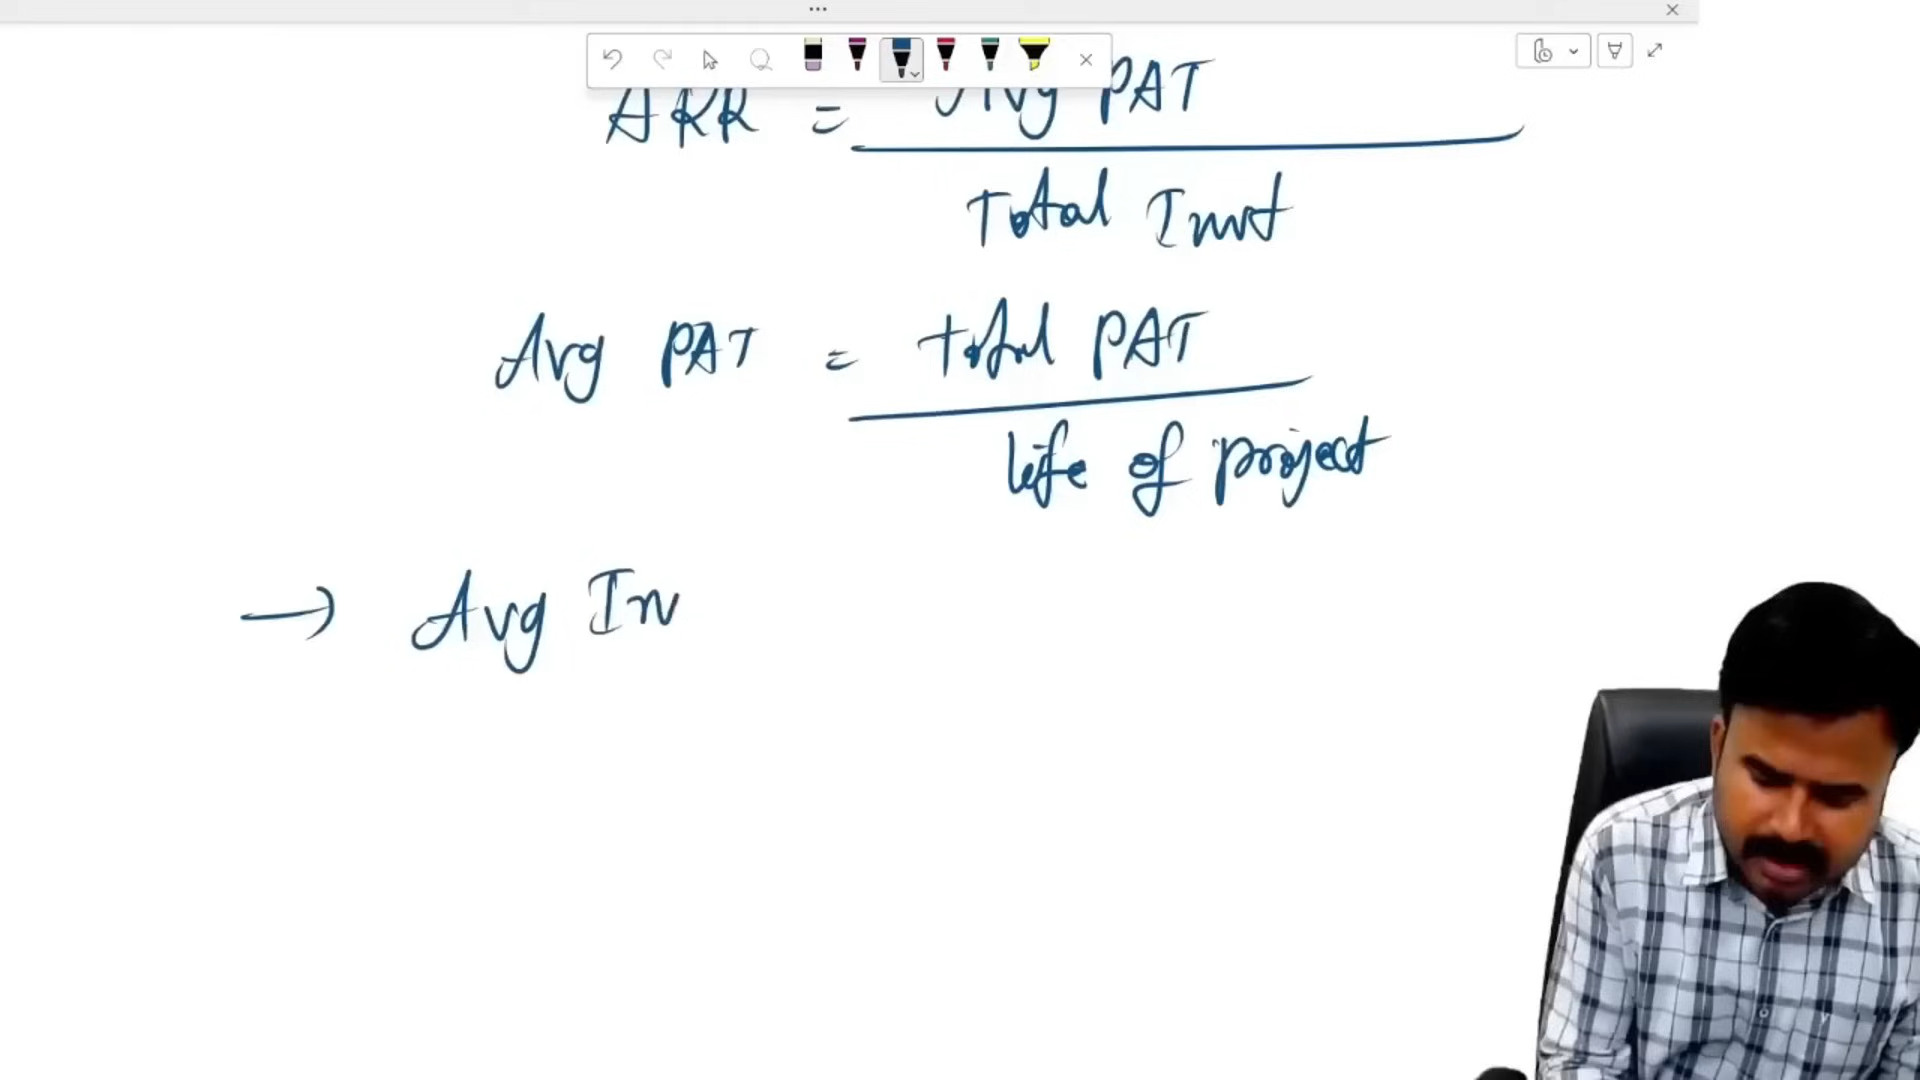 ARR = Avg PAT
Total Invt
Avg PAT = total PAT
life of project
→ Avg In